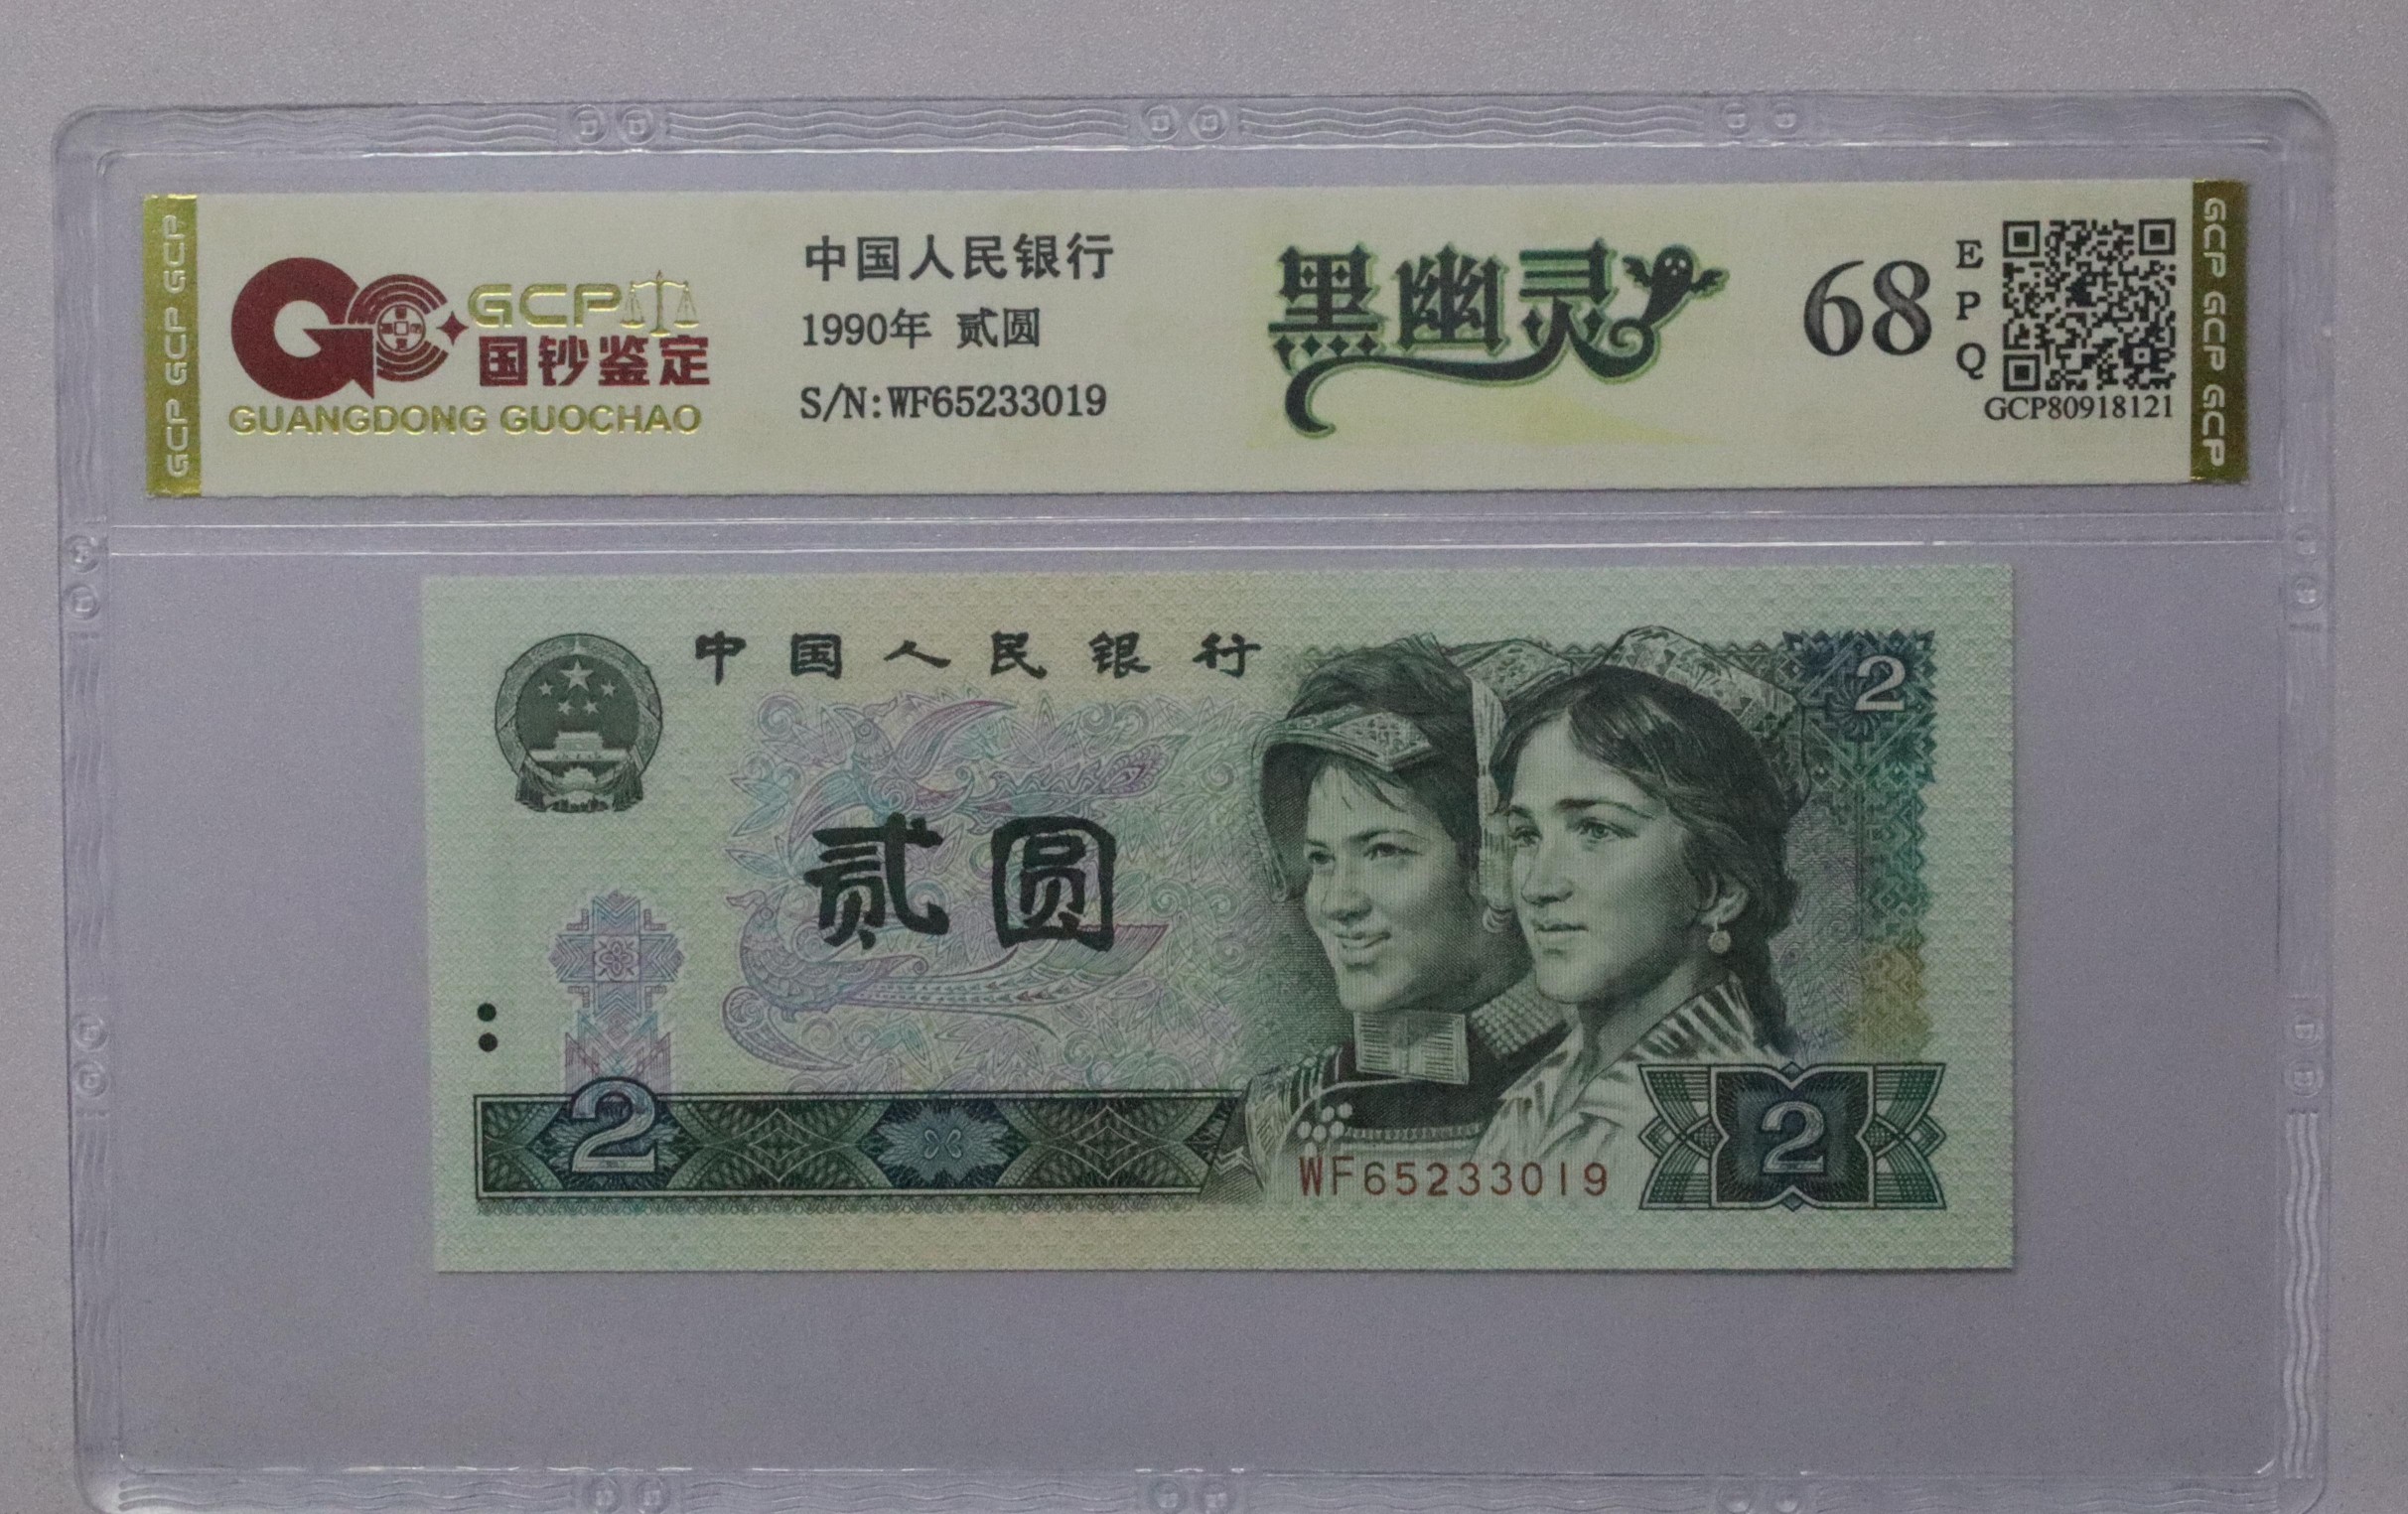 GCP
国钞鉴定
GUANGDONG GUOCHAO
中国人民银行
1990年 贰圆
S/N:WF65233019
黑幽灵
68
EPQ
GCP80918121
GCP GCP GCP
GCP GCP GCP
中国人民银行
2
贰圆
2
WF65233019
2